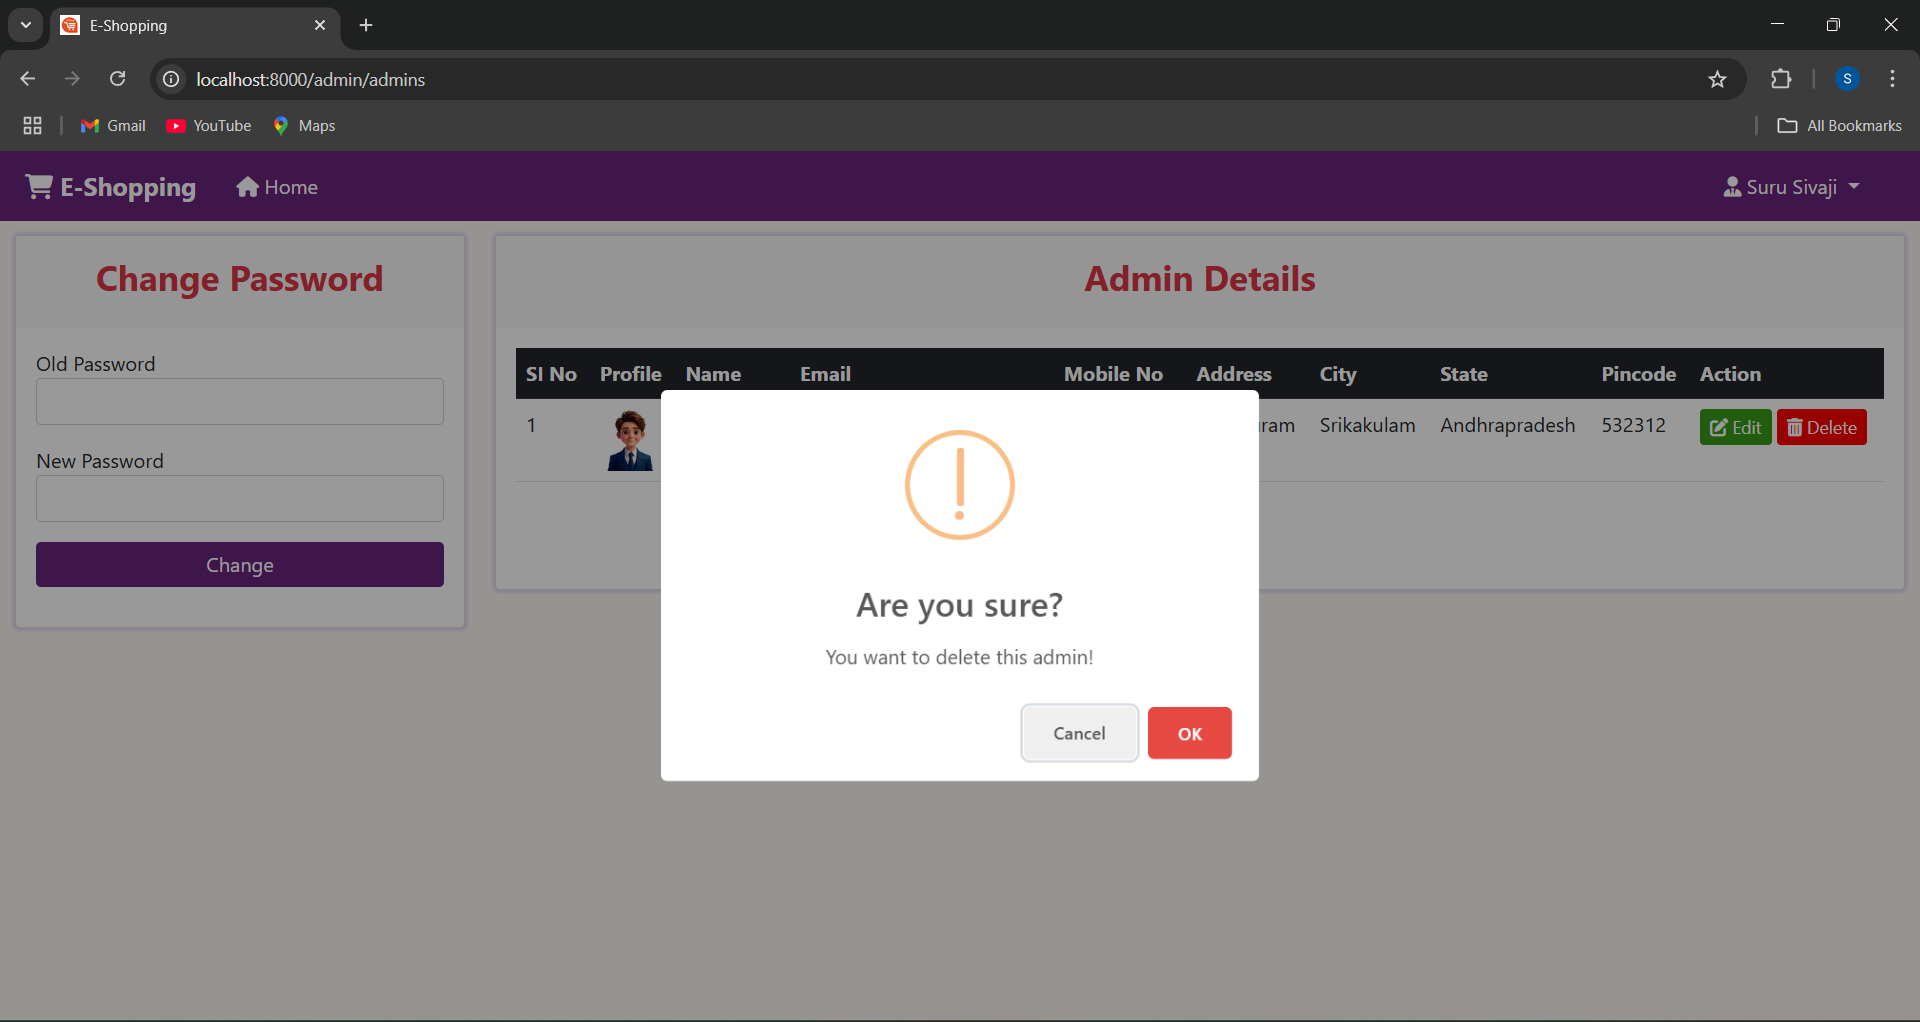 E-Shopping
localhost:8000/admin/admins
S
Gmail YouTube Maps All Bookmarks
E-Shopping Home Suru Sivaji
Change Password
Old Password
New Password
Change
Admin Details
SI No Profile Name Email Mobile No Address City State Pincode Action
1 ram Srikakulam Andhrapradesh 532312 Edit Delete
Are you sure?
You want to delete this admin!
Cancel OK